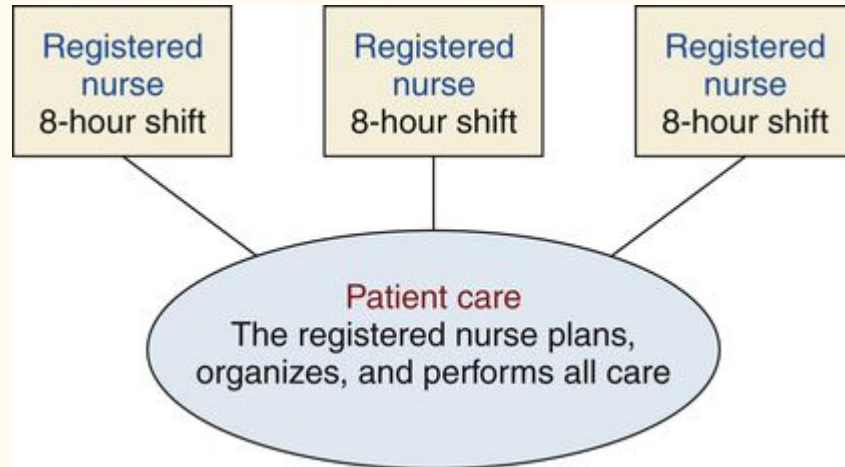 Registered
nurse
8-hour shift
Registered
nurse
8-hour shift
Registered
nurse
8-hour shift
Patient care
The registered nurse plans,
organizes, and performs all care